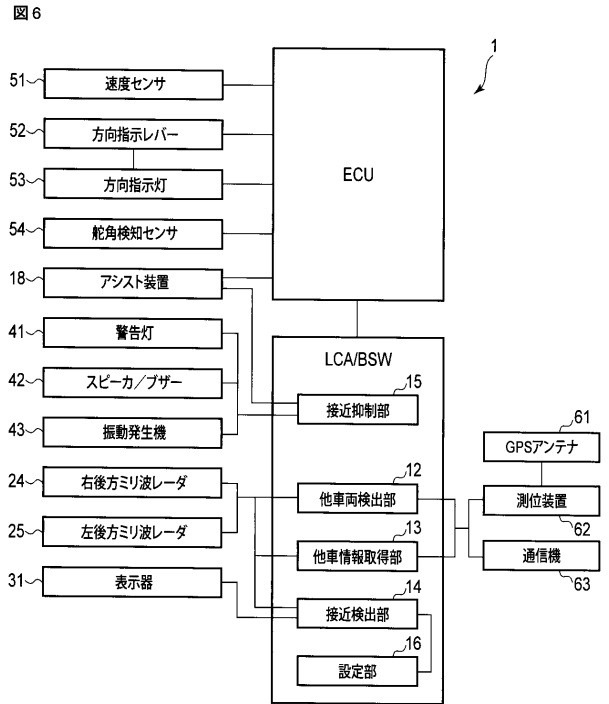 図6
1
51 速度センサ
52 方向指示レバー
53 方向指示灯
54 舵角検知センサ
18 アシスト装置
41 警告灯
42 スピーカ／ブザー
43 振動発生機
24 右後方ミリ波レーダ
25 左後方ミリ波レーダ
31 表示器
ECU
LCA/BSW
15
接近抑制部
12
他車両検出部
13
他車情報取得部
14
接近検出部
16
設定部
61
GPSアンテナ
測位装置
62
通信機
63